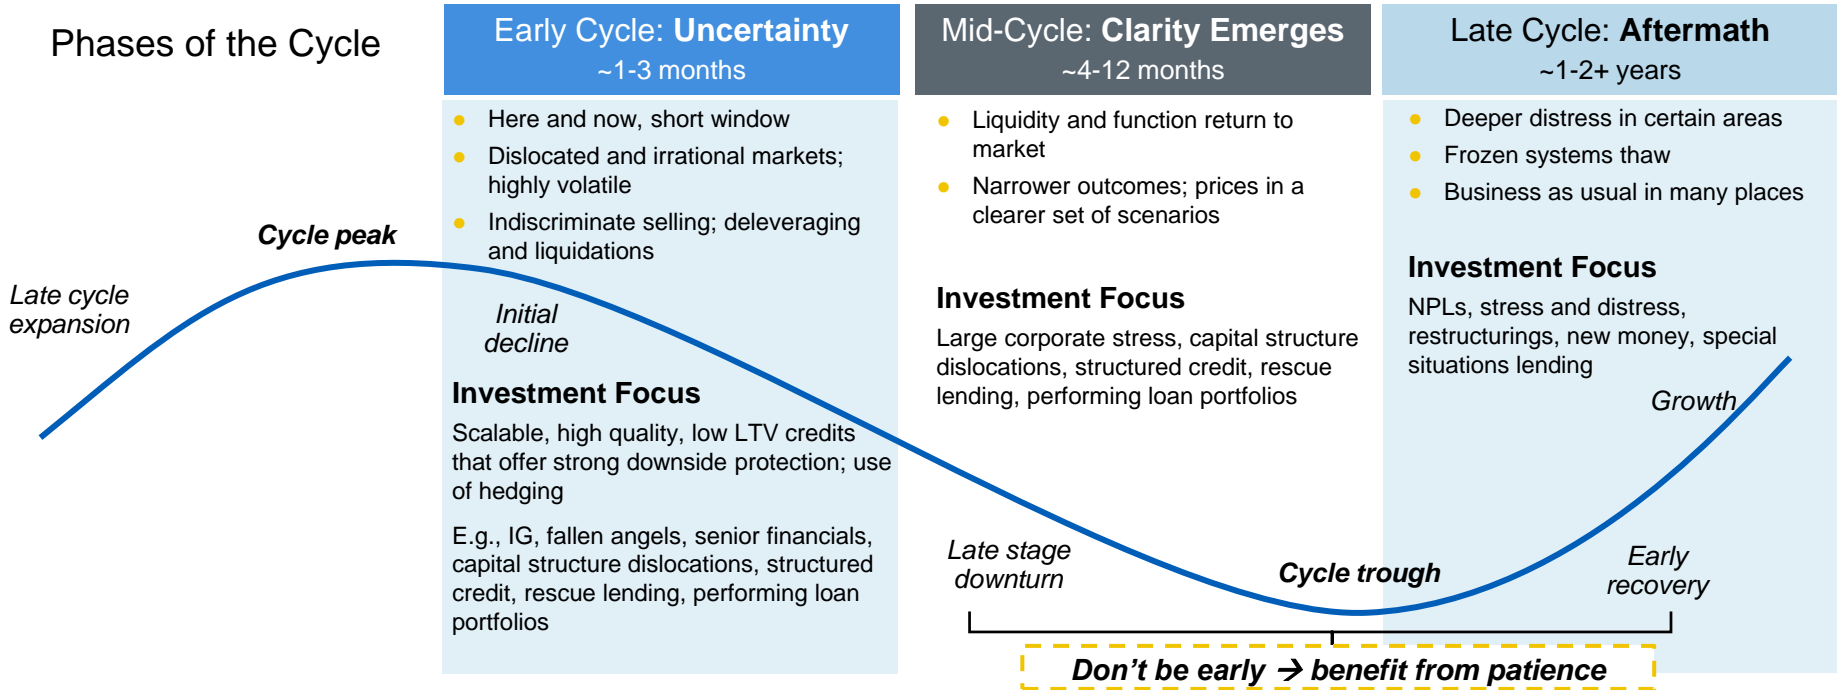 Phases of the Cycle
Early Cycle: Uncertainty
~1-3 months
Mid-Cycle: Clarity Emerges
~4-12 months
Late Cycle: Aftermath
~1-2+ years
Late cycle
expansion
Cycle peak
● Here and now, short window
● Dislocated and irrational markets;
highly volatile
● Indiscriminate selling; deleveraging
and liquidations
Initial
decline
Investment Focus
Scalable, high quality, low LTV credits
that offer strong downside protection; use
of hedging
E.g., IG, fallen angels, senior financials,
capital structure dislocations, structured
credit, rescue lending, performing loan
portfolios
● Liquidity and function return to
market
● Narrower outcomes; prices in a
clearer set of scenarios
Investment Focus
Large corporate stress, capital structure
dislocations, structured credit, rescue
lending, performing loan portfolios
Late stage
downturn
Cycle trough
● Deeper distress in certain areas
● Frozen systems thaw
● Business as usual in many places
Investment Focus
NPLs, stress and distress,
restructurings, new money, special
situations lending
Growth
Early
recovery
Don’t be early → benefit from patience